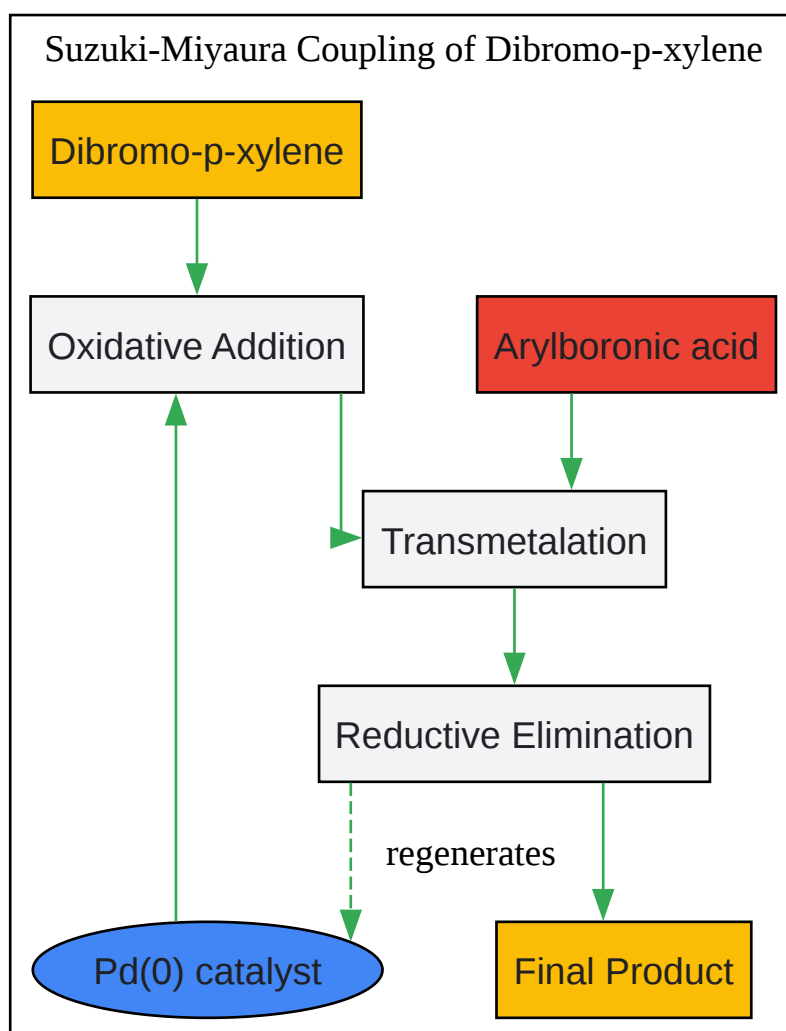 Suzuki-Miyaura Coupling of Dibromo-p-xylene
Dibromo-p-xylene
Oxidative Addition
Arylboronic acid
Transmetalation
Reductive Elimination
regenerates
Pd(0) catalyst
Final Product